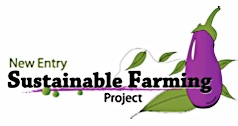 New Entry
Sustainable Farming
Project